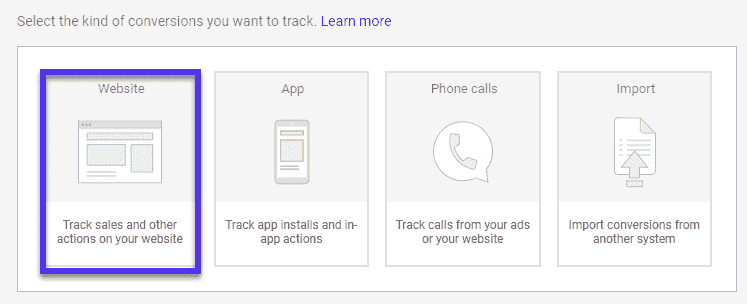 Select the kind of conversions you want to track. Learn more
Website
App
Phone calls
Import
Track sales and other
actions on your website
Track app installs and in-
app actions
Track calls from your ads
or your website
Import conversions from
another system